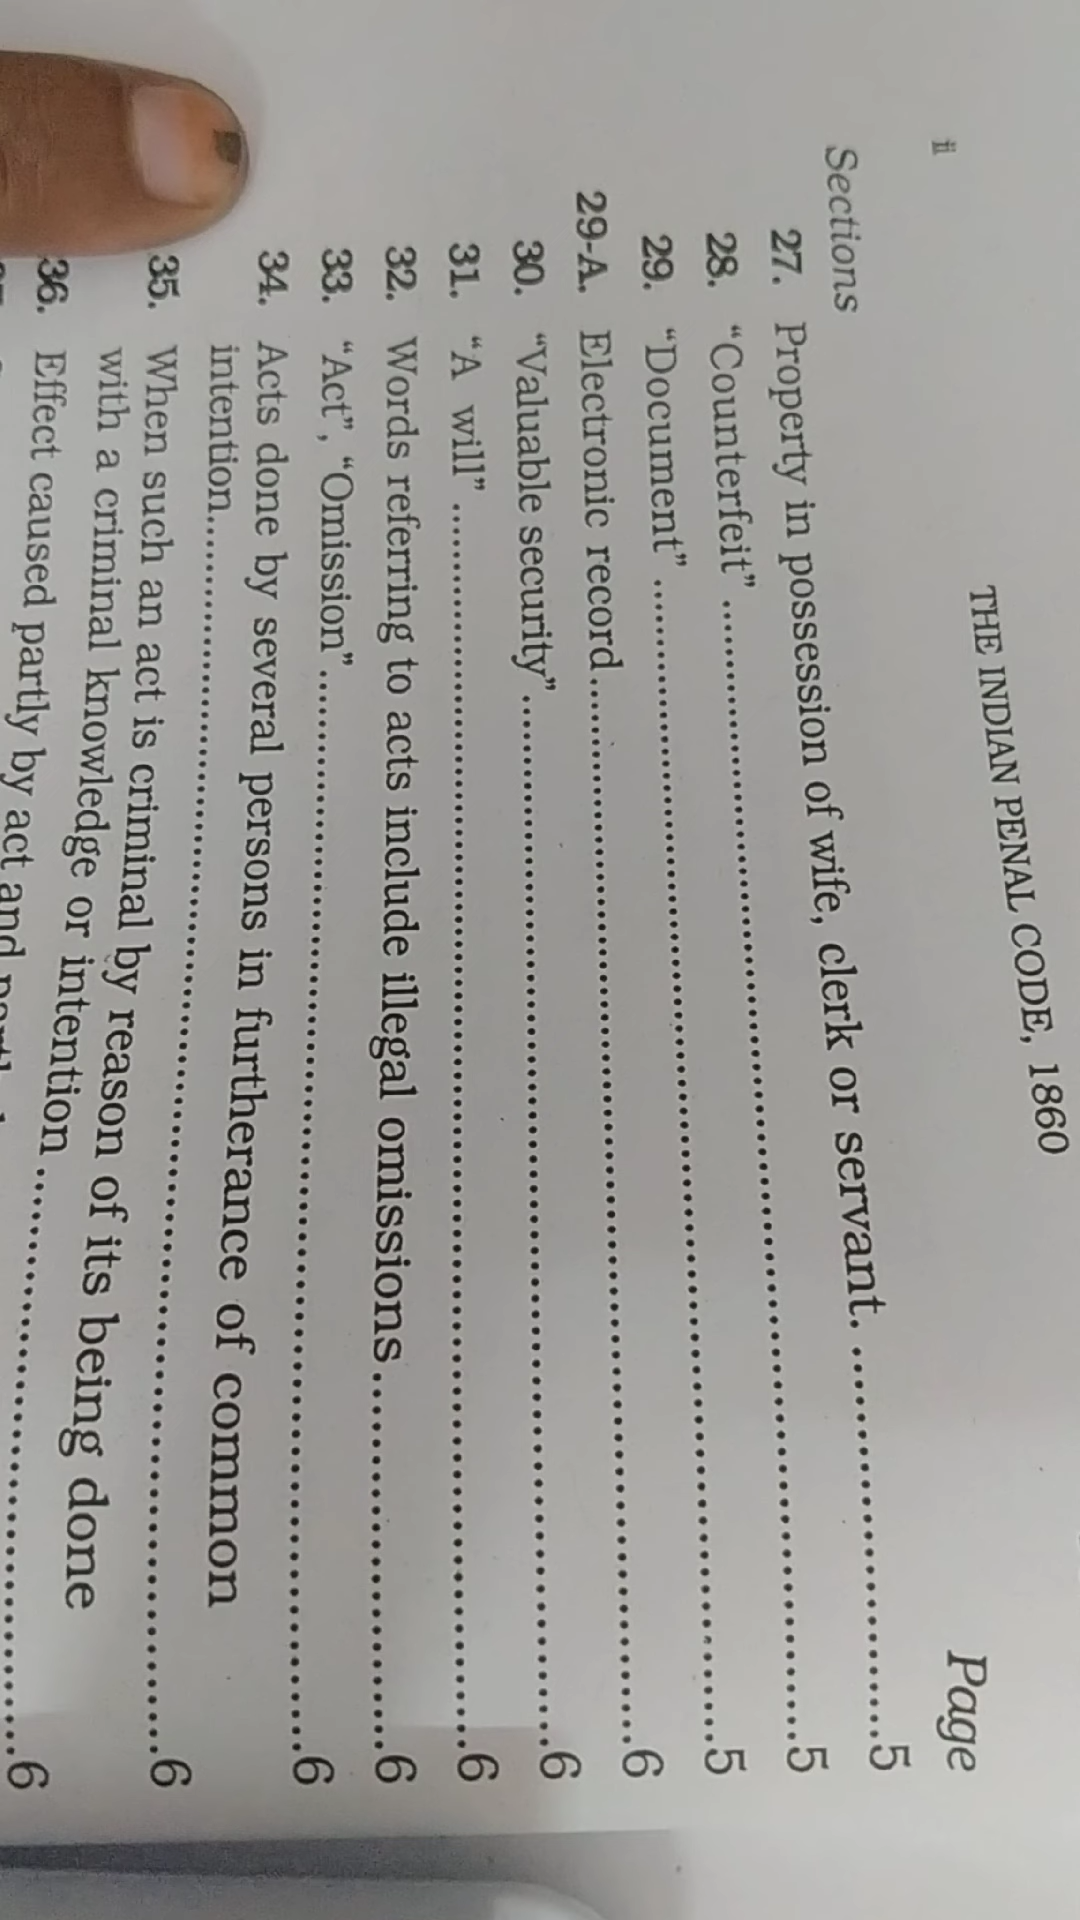 ii
THE INDIAN PENAL CODE, 1860
Sections Page
27. Property in possession of wife, clerk or servant. ..........................5
28. "Counterfeit" ..........................5
29. "Document" ..........................5
29-A. Electronic record..........................6
30. "Valuable security"..........................6
31. "A will" ..........................6
32. Words referring to acts include illegal omissions..........................6
33. "Act", "Omission" ..........................6
34. Acts done by several persons in furtherance of common
intention..........................6
35. When such an act is criminal by reason of its being done
with a criminal knowledge or intention ..........................6
36. Effect caused partly by act and